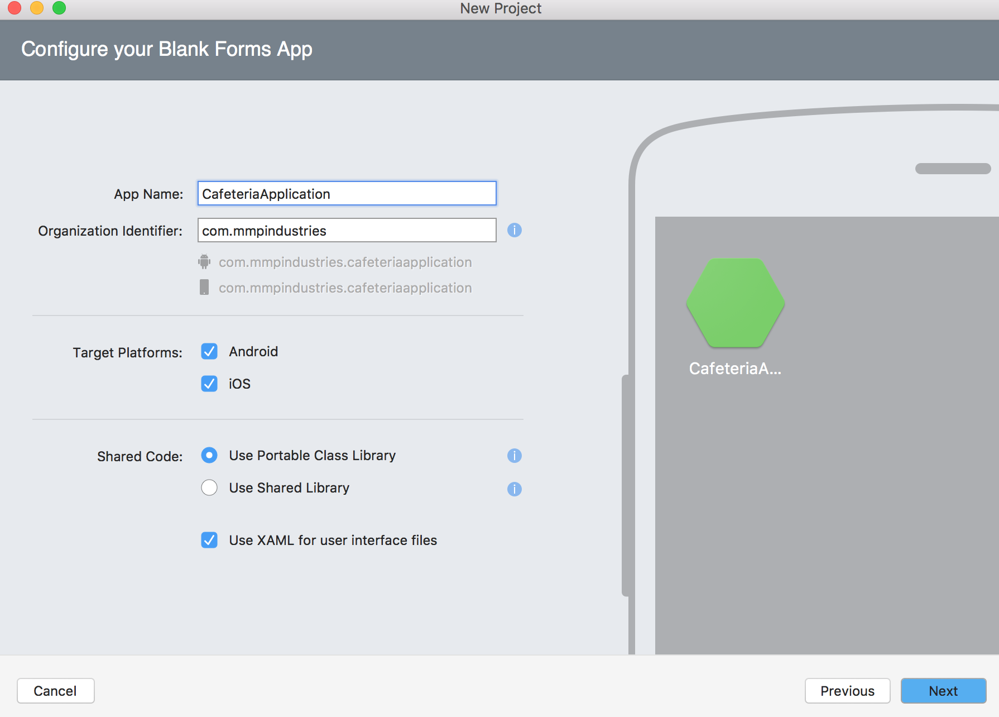 New Project
Configure your Blank Forms App
App Name: CafeteriaApplication
Organization Identifier: com.mmpindustries
com.mmpindustries.cafeteriaapplication
com.mmpindustries.cafeteriaapplication
Target Platforms: Android
iOS
Shared Code: Use Portable Class Library
Use Shared Library
Use XAML for user interface files
CafeteriaA...
Cancel
Previous
Next